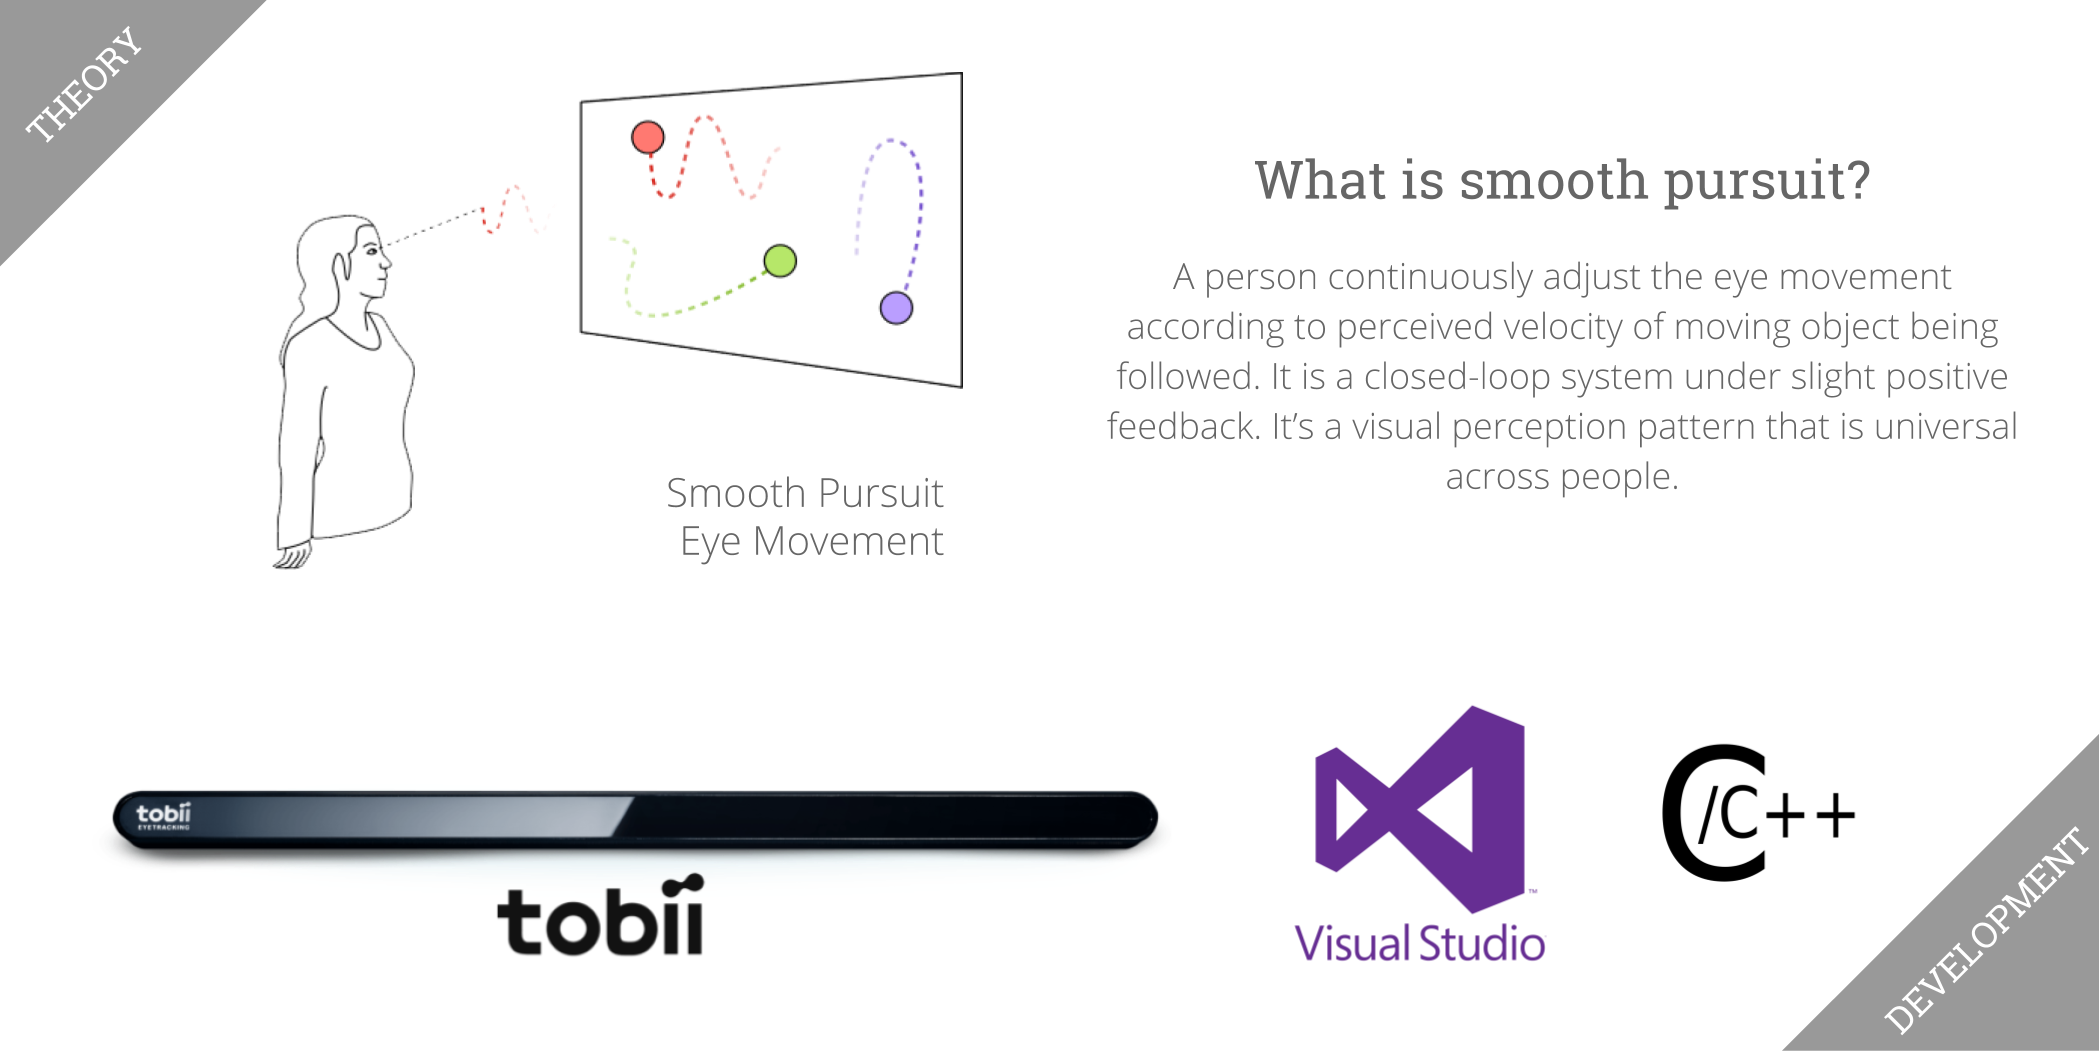 THEORY
What is smooth pursuit?
A person continuously adjust the eye movement
according to perceived velocity of moving object being
followed. It is a closed-loop system under slight positive
feedback. It’s a visual perception pattern that is universal
across people.
Smooth Pursuit
Eye Movement
tobii
EYETRACKING
tobii
Visual Studio
™
C/C++
DEVELOPMENT